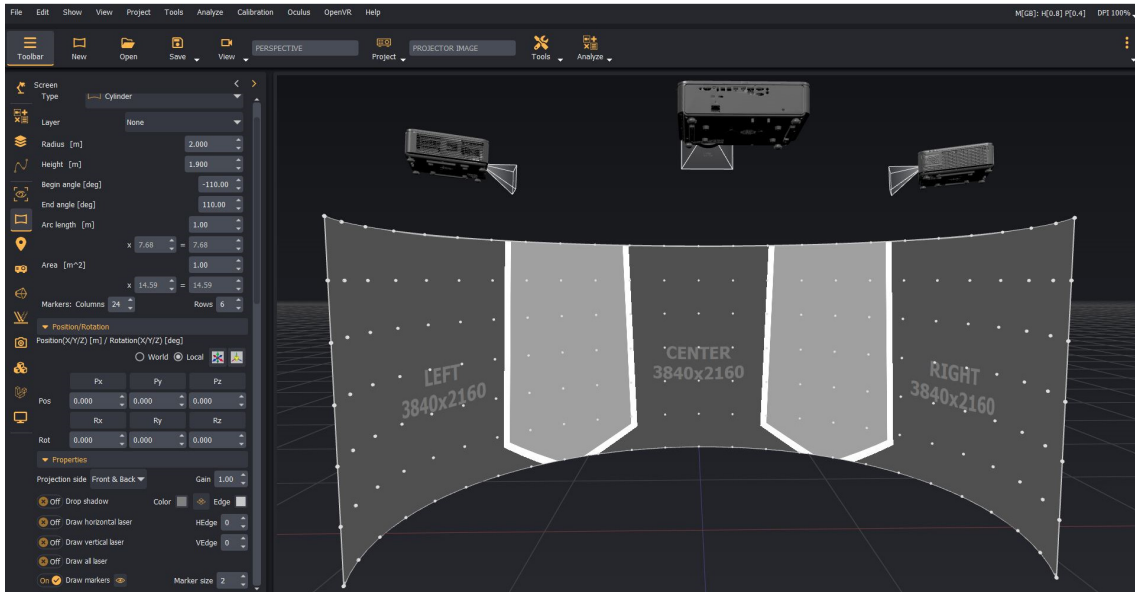 File Edit Show View Project Tools Analyze Calibration Oculus OpenVR Help M[GB]: H[0.8] P[0.4] DPI 100%
Toolbar New Open Save View PERSPECTIVE Project PROJECTOR IMAGE Tools Analyze
Screen
Type Cylinder
Layer None
Radius [m] 2.000
Height [m] 1.900
Begin angle [deg] -110.00
End angle [deg] 110.00
Arc length [m] 1.00
x 7.68 = 7.68
Area [m^2] 1.00
x 14.59 = 14.59
Markers: Columns 24 Rows 6
Position/Rotation
Position(X/Y/Z) [m] / Rotation(X/Y/Z) [deg]
World Local
Px Py Pz
Pos 0.000 0.000 0.000
Rx Ry Rz
Rot 0.000 0.000 0.000
Properties
Projection side Front & Back Gain 1.00
Off Drop shadow Color Edge
Off Draw horizontal laser HEdge 0
Off Draw vertical laser VEdge 0
Off Draw all laser
On Draw markers Marker size 2
LEFT
3840x2160
CENTER
3840x2160
RIGHT
3840x2160